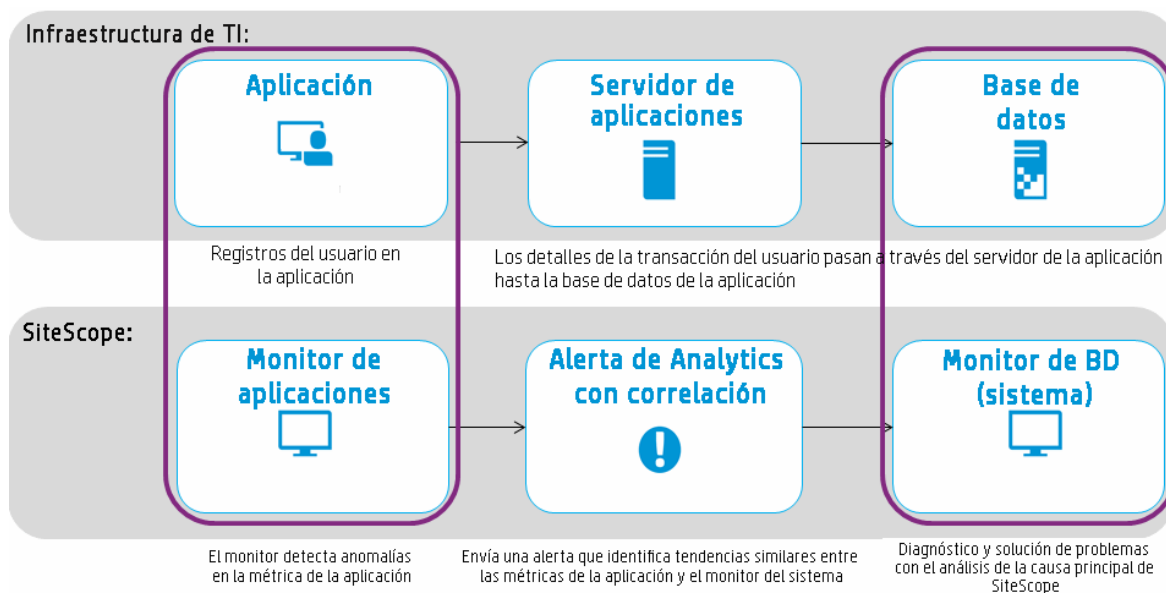 Infraestructura de TI:
Aplicación
Servidor de
aplicaciones
Base de
datos
Registros del usuario en
la aplicación
Los detalles de la transacción del usuario pasan a través del servidor de la aplicación
hasta la base de datos de la aplicación
SiteScope:
Monitor de
aplicaciones
Alerta de Analytics
con correlación
Monitor de BD
(sistema)
El monitor detecta anomalías
en la métrica de la aplicación
Envía una alerta que identifica tendencias similares entre
las métricas de la aplicación y el monitor del sistema
Diagnóstico y solución de problemas
con el análisis de la causa principal de
SiteScope